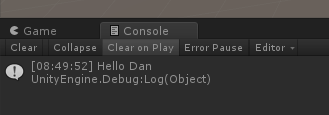 Game Console
Clear Collapse Clear on Play Error Pause Editor
[08:49:52] Hello Dan
UnityEngine.Debug:Log(Object)